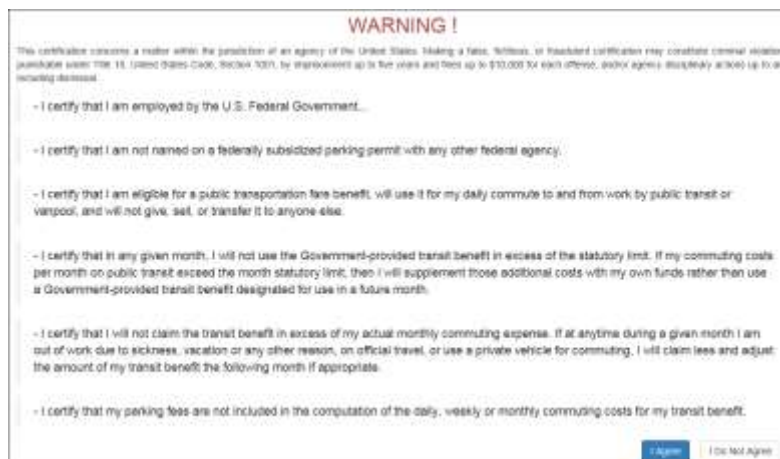 WARNING !
This certification concerns a matter within the jurisdiction of an agency of the United States. Making a false, fictitious, or fraudulent certification may constitute criminal violation
punishable under Title 18, United States Code, Section 1001, by imprisonment up to five years and fines up to $10,000 for each offense, and/or agency disciplinary actions up to and
including dismissal.
- I certify that I am employed by the U.S. Federal Government...
- I certify that I am not named on a federally subsidized parking permit with any other federal agency.
- I certify that I am eligible for a public transportation fare benefit, will use it for my daily commute to and from work by public transit or
vanpool, and will not give, sell, or transfer it to anyone else.
- I certify that in any given month, I will not use the Government-provided transit benefit in excess of the statutory limit. If my commuting costs
per month on public transit exceed the month statutory limit, then I will supplement those additional costs with my own funds rather than use
a Government-provided transit benefit designated for use in a future month.
- I certify that I will not claim the transit benefit in excess of my actual monthly commuting expense. If at anytime during a given month I am
out of work due to sickness, vacation or any other reason, on official travel, or use a private vehicle for commuting, I will claim less and adjust
the amount of my transit benefit the following month if appropriate.
- I certify that my parking fees are not included in the computation of the daily, weekly or monthly commuting costs for my transit benefit.
I Agree I Do Not Agree